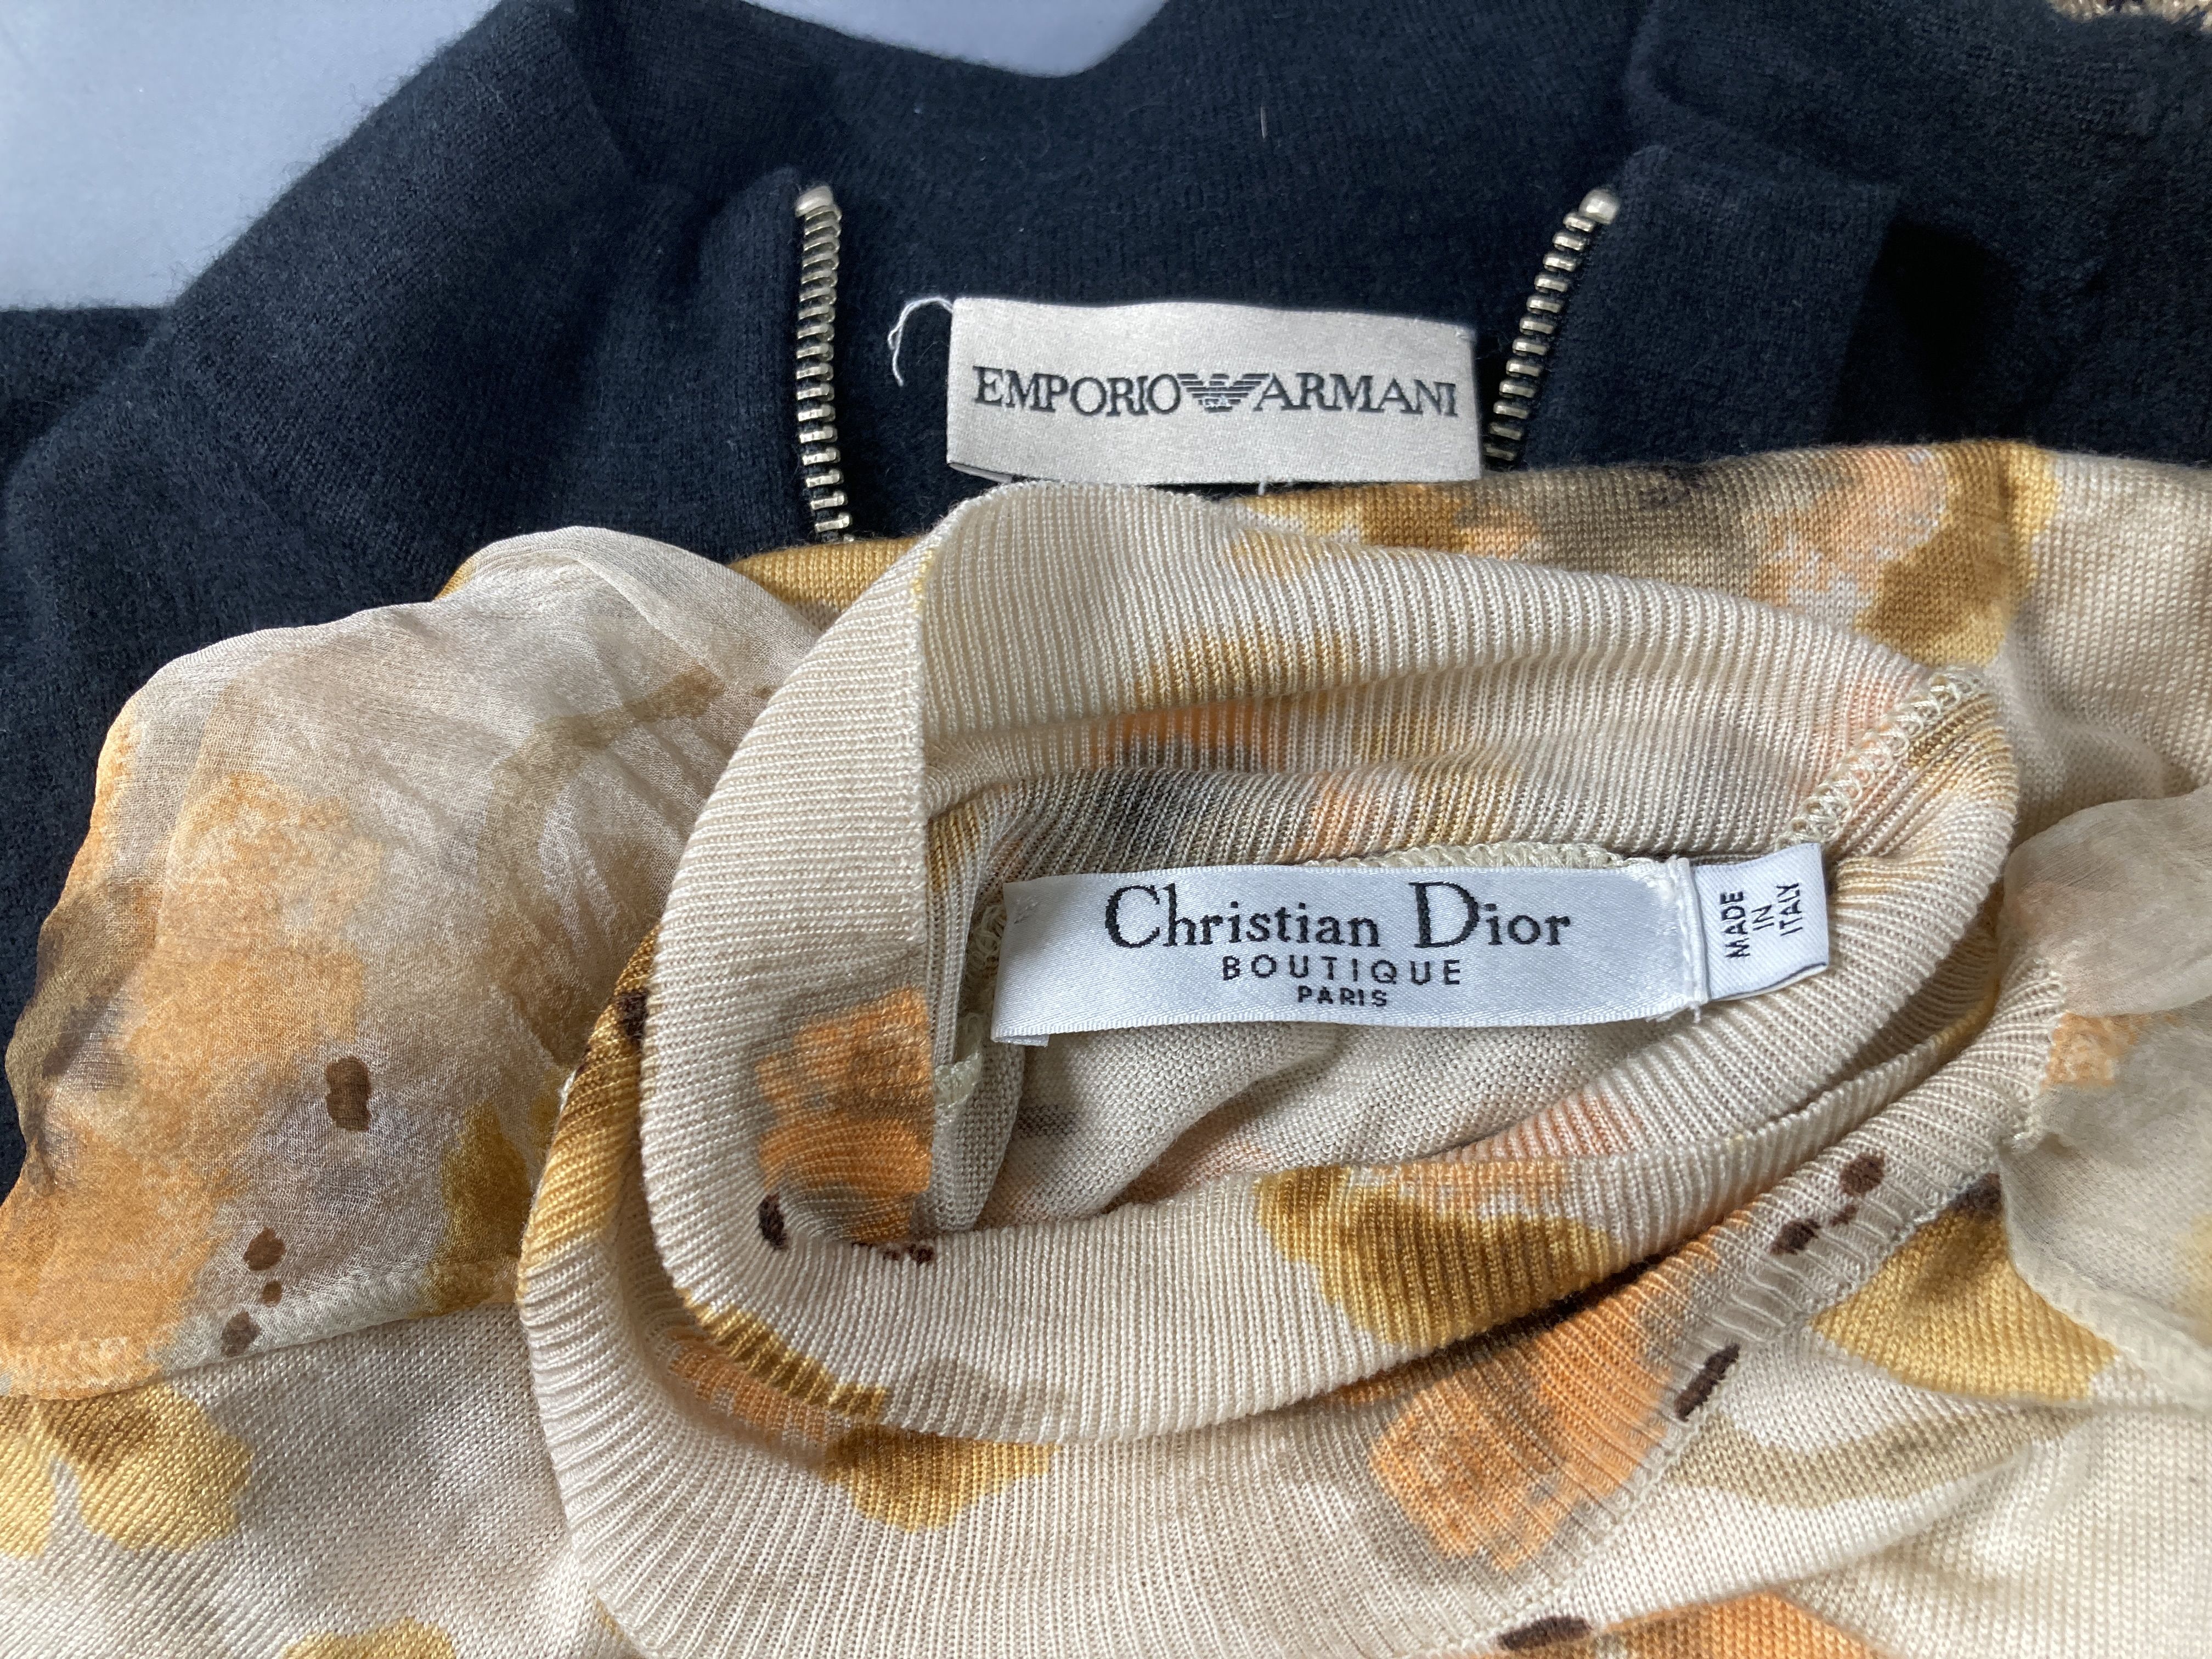 EMPORIO ARMANI
Christian Dior
BOUTIQUE
PARIS
MADE
IN
ITALY